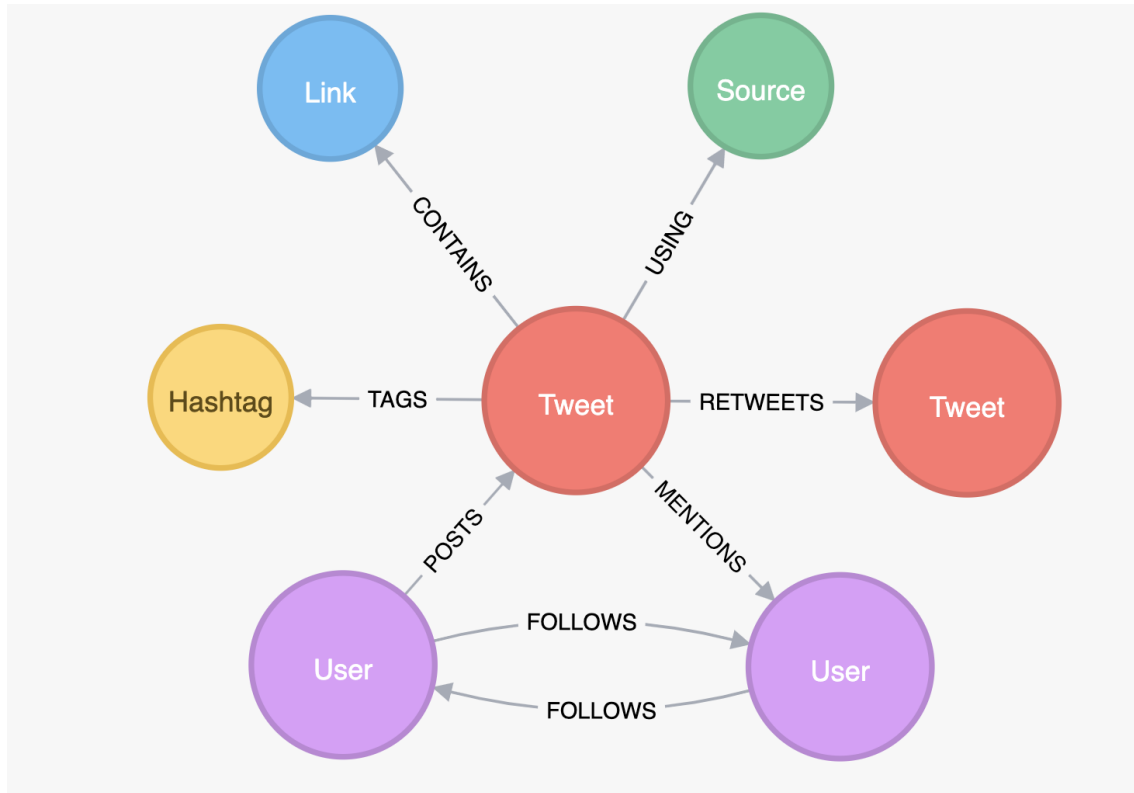 Link
Source
CONTAINS
USING
Hashtag
TAGS
Tweet
RETWEETS
Tweet
POSTS
MENTIONS
FOLLOWS
User
User
FOLLOWS